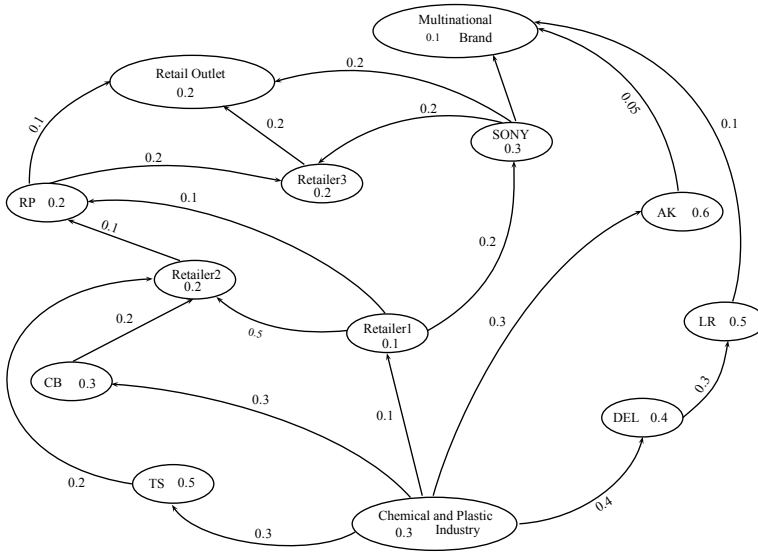 Multinational
0.1 Brand
Retail Outlet
0.2
0.2
0.1
0.05
0.1
0.2
0.2
SONY
0.3
0.2
Retailer3
0.2
RP 0.2
0.1
AK 0.6
0.1
0.2
Retailer2
0.2
0.3
LR 0.5
0.2
0.5
Retailer1
0.1
CB 0.3
0.3
0.3
0.1
DEL 0.4
0.2
TS 0.5
0.4
Chemical and Plastic
0.3 Industry
0.3